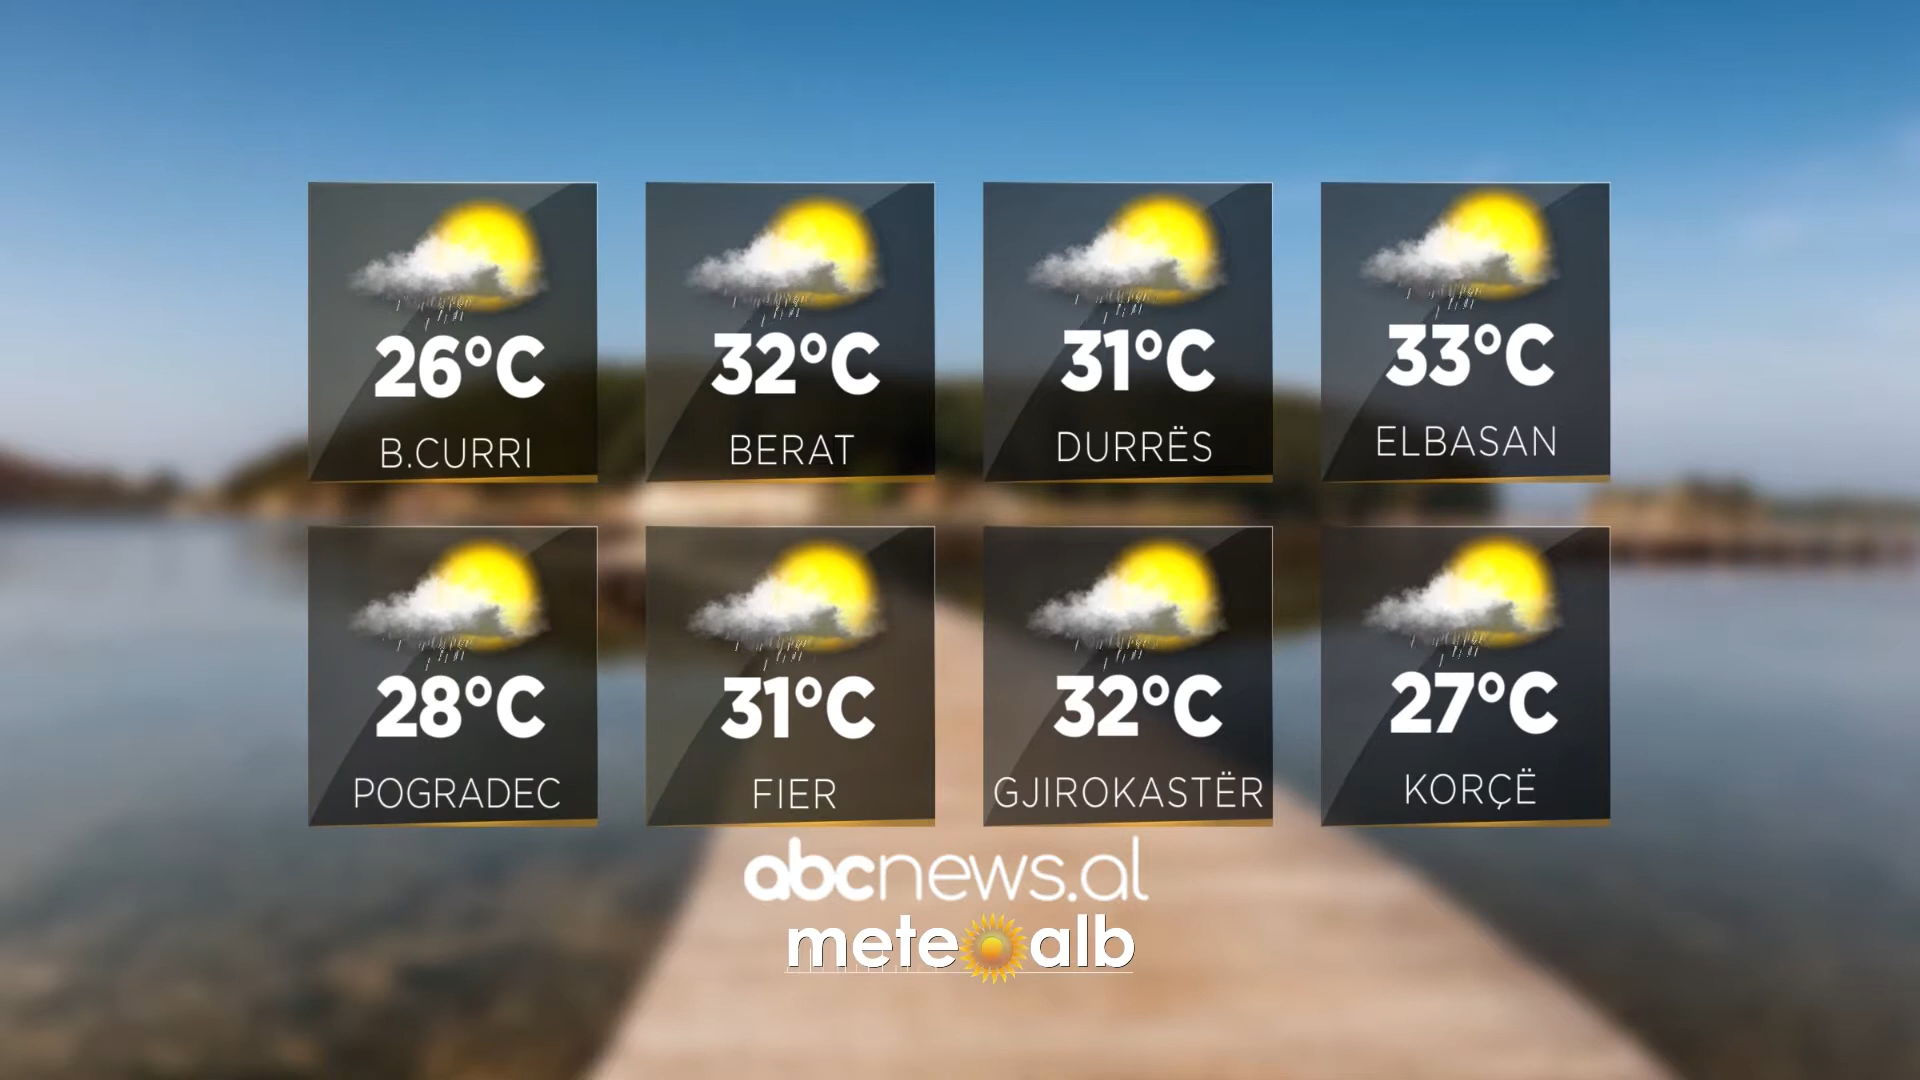 26°C
B.CURRI
32°C
BERAT
31°C
DURRËS
33°C
ELBASAN
28°C
POGRADEC
31°C
FIER
32°C
GJIROKASTËR
27°C
KORÇË
abcnews.al
meteoalb